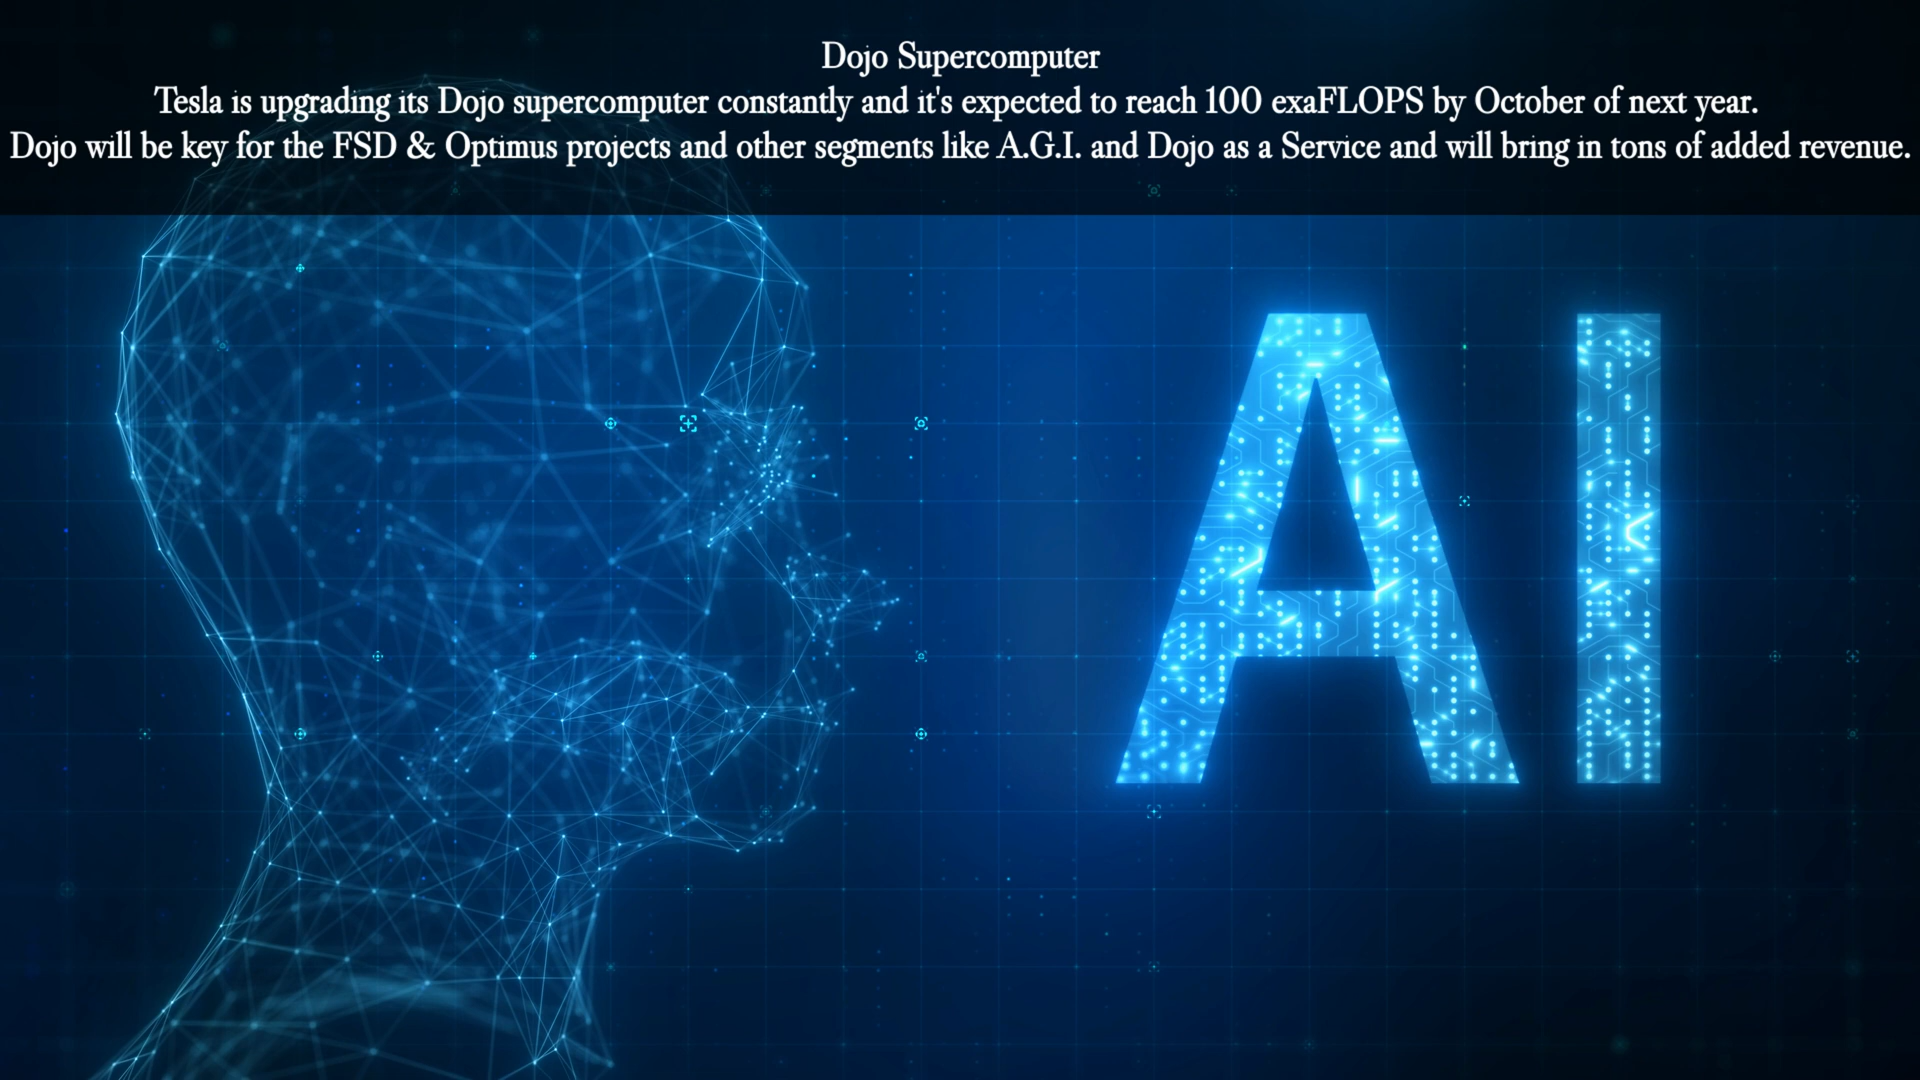 Dojo Supercomputer
Tesla is upgrading its Dojo supercomputer constantly and it's expected to reach 100 exaFLOPS by October of next year.
Dojo will be key for the FSD & Optimus projects and other segments like A.G.I. and Dojo as a Service and will bring in tons of added revenue.
AI